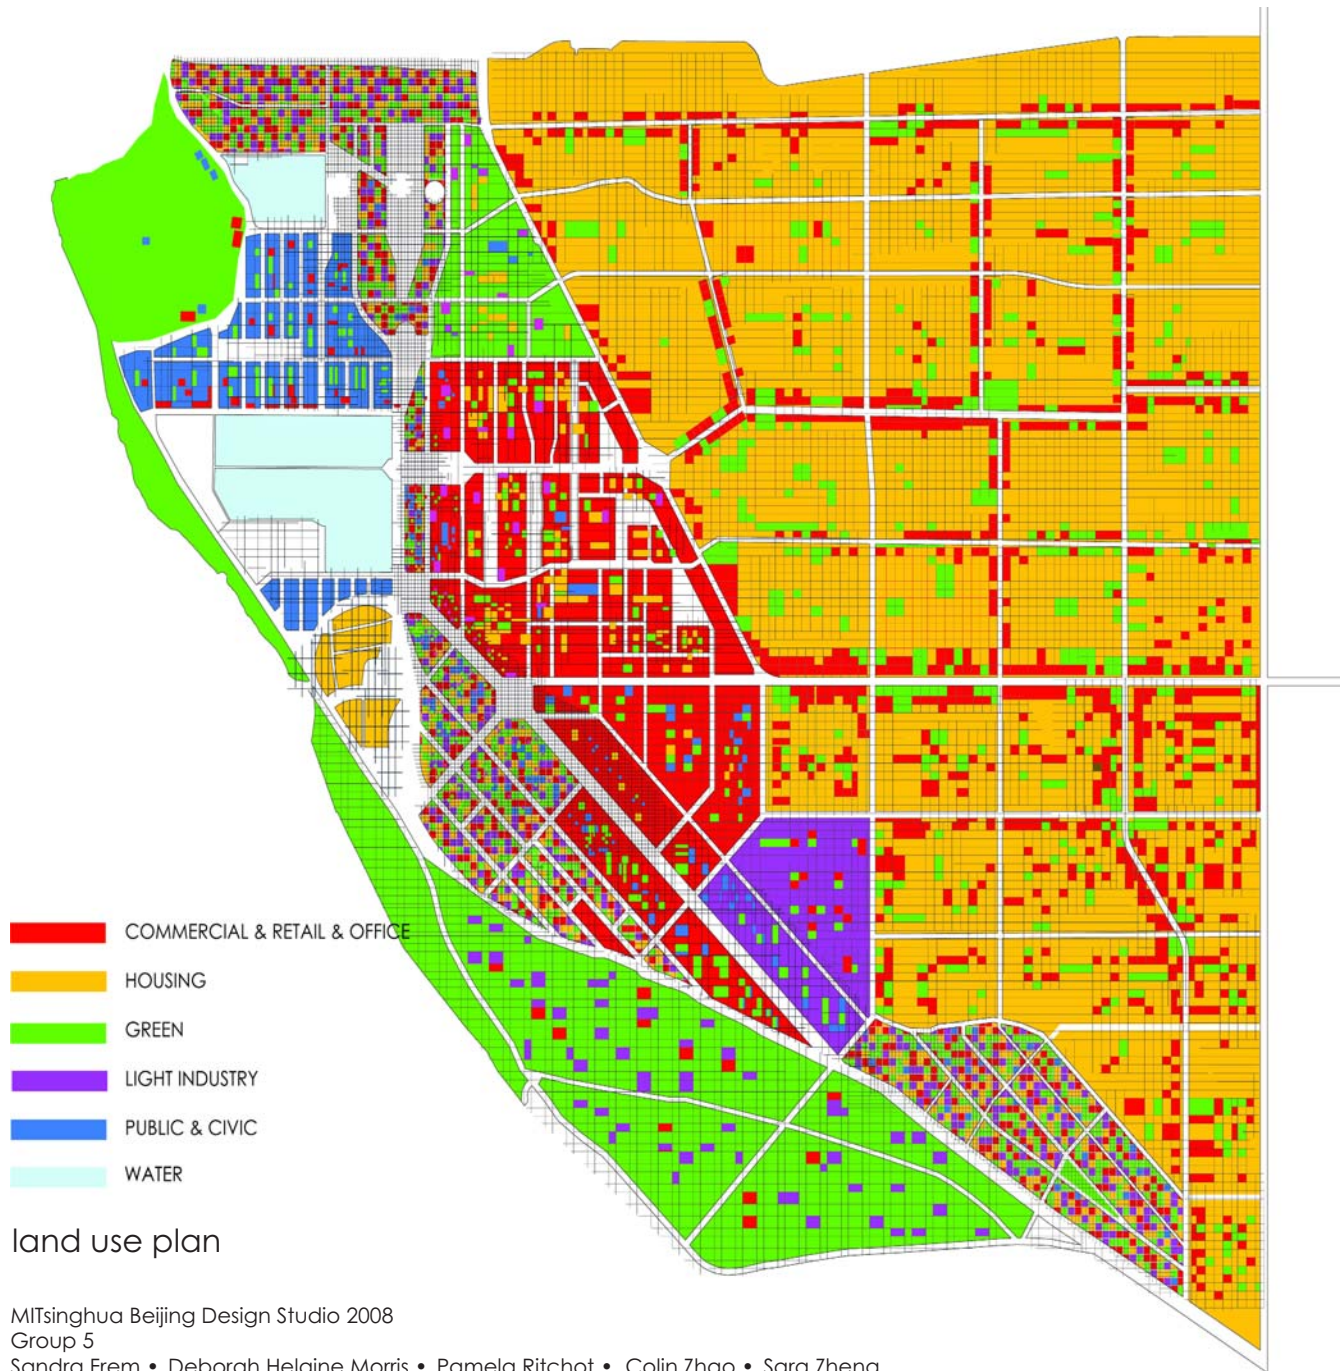 COMMERCIAL & RETAIL & OFFICE
HOUSING
GREEN
LIGHT INDUSTRY
PUBLIC & CIVIC
WATER
land use plan
MITsinghua Beijing Design Studio 2008
Group 5
Sandra Frem • Deborah Helaine Morris • Pamela Ritchot • Colin Zhao • Sara Zheng